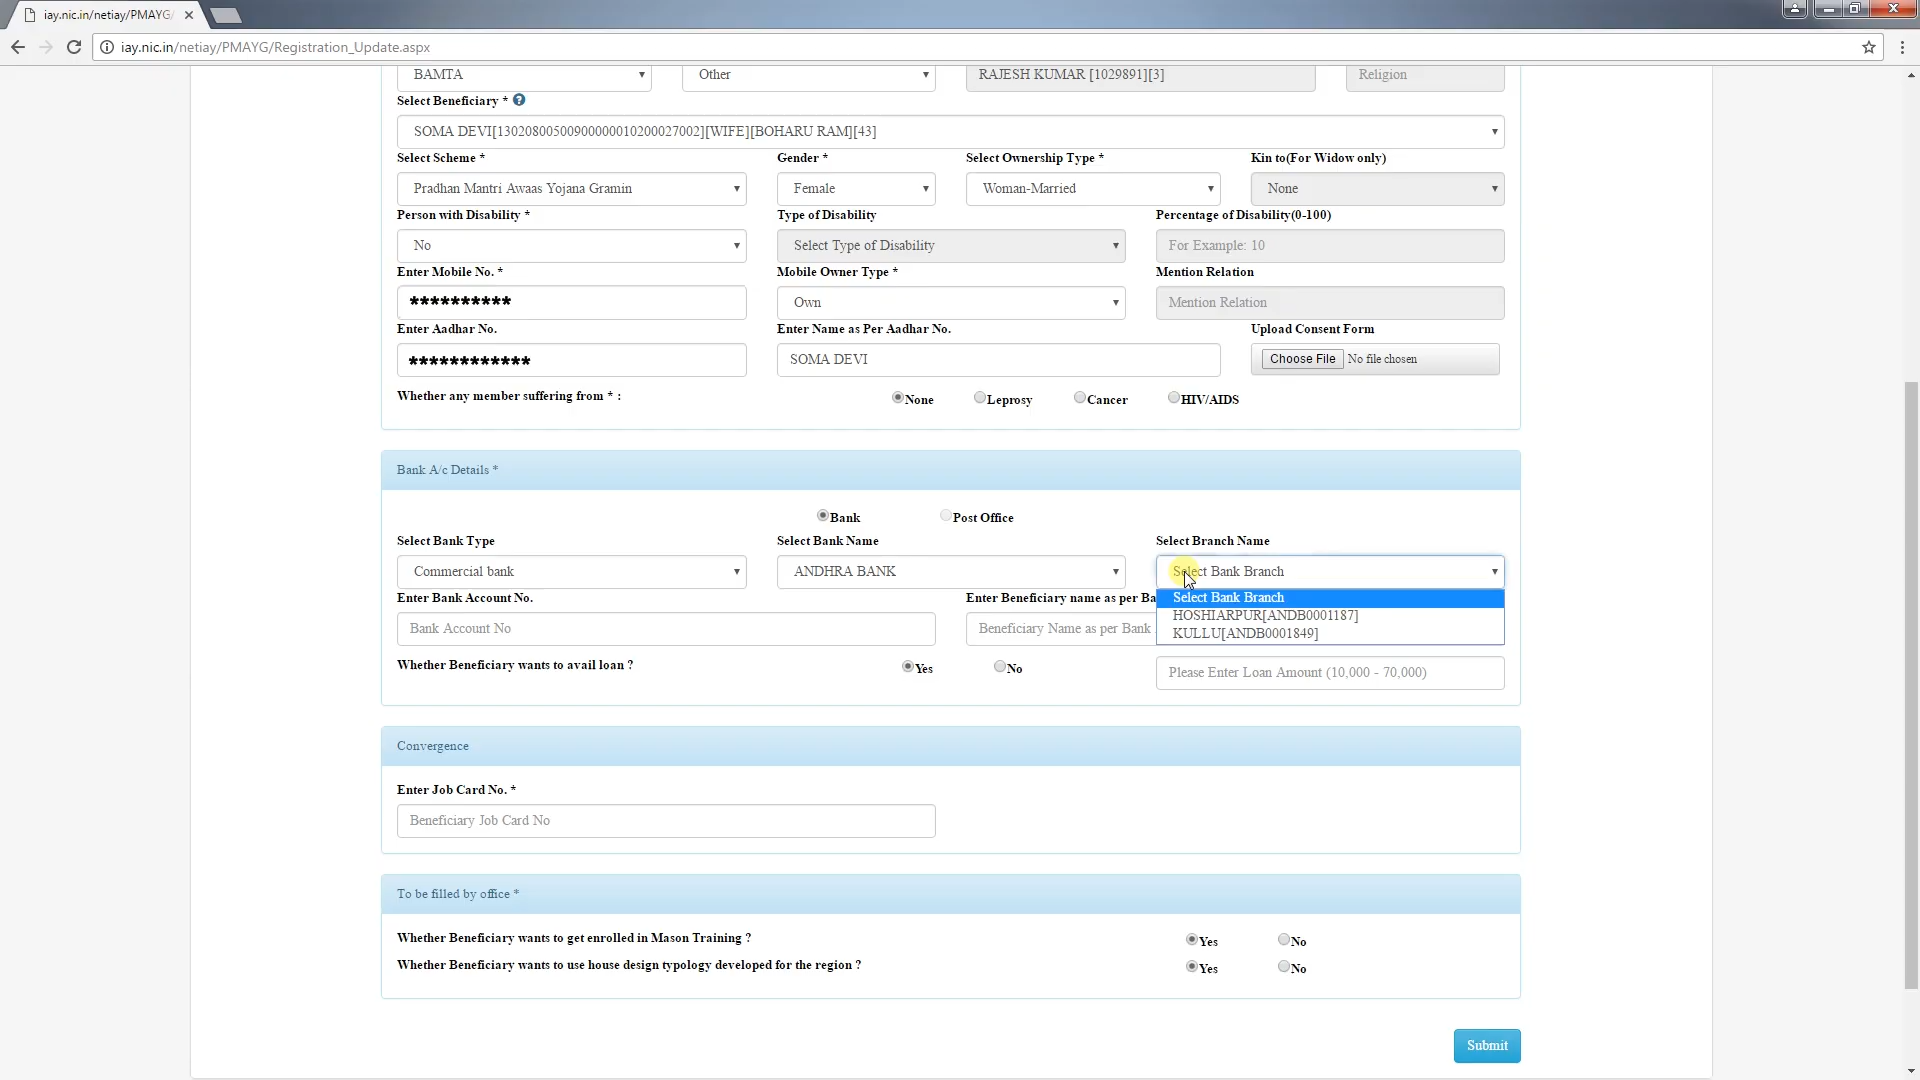 iay.nic.in/netiay/PMAYG/
iay.nic.in/netiay/PMAYG/Registration_Update.aspx
BAMTA
Other
RAJESH KUMAR [1029891][3]
Religion
Select Beneficiary *
SOMA DEVI[13020800500900000010200027002][WIFE][BOHARU RAM][43]
Select Scheme *
Gender *
Select Ownership Type *
Kin to(For Widow only)
Pradhan Mantri Awaas Yojana Gramin
Female
Woman-Married
None
Person with Disability *
Type of Disability
Percentage of Disability(0-100)
No
Select Type of Disability
For Example: 10
Enter Mobile No. *
Mobile Owner Type *
Mention Relation
**********
Own
Mention Relation
Enter Aadhar No.
Enter Name as Per Aadhar No.
Upload Consent Form
************
SOMA DEVI
Choose File No file chosen
Whether any member suffering from * :
None
Leprosy
Cancer
HIV/AIDS
Bank A/c Details *
Bank
Post Office
Select Bank Type
Select Bank Name
Select Branch Name
Commercial bank
ANDHRA BANK
Select Bank Branch
Select Bank Branch
HOSHIARPUR[ANDB0001187]
KULLU[ANDB0001849]
Enter Bank Account No.
Enter Beneficiary name as per Ba
Bank Account No
Beneficiary Name as per Bank
Whether Beneficiary wants to avail loan ?
Yes
No
Please Enter Loan Amount (10,000 - 70,000)
Convergence
Enter Job Card No. *
Beneficiary Job Card No
To be filled by office *
Whether Beneficiary wants to get enrolled in Mason Training ?
Yes
No
Whether Beneficiary wants to use house design typology developed for the region ?
Yes
No
Submit